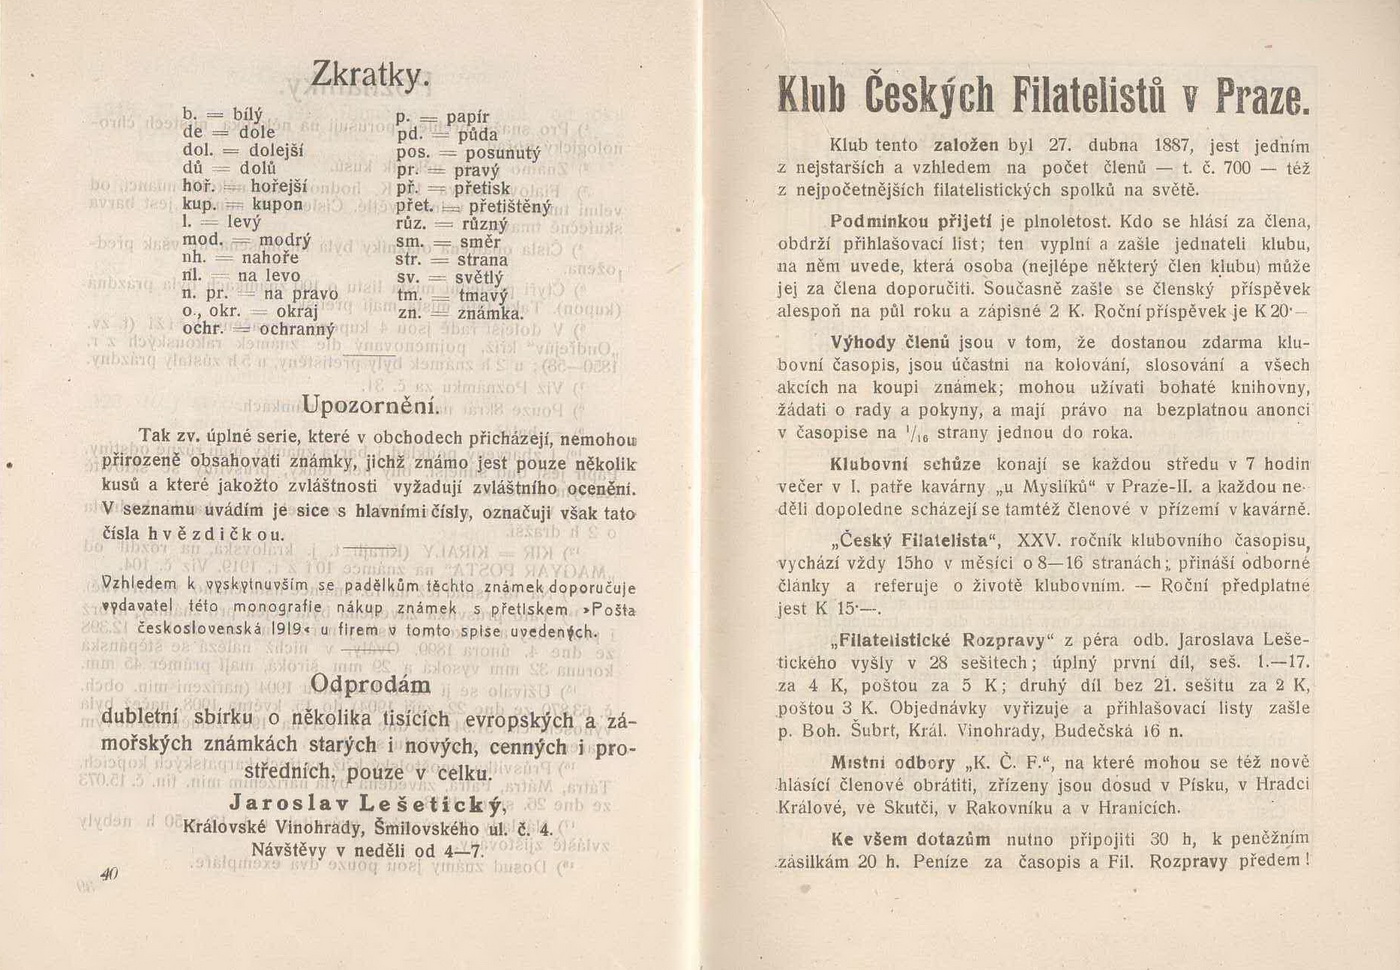 Zkratky.
b. = bílý
de = dole
dol. = dolejší
dů = dolů
hoř. = hořejší
kup. = kupon
l. = levý
mod. = modrý
nh. = nahoře
nl. = na levo
n. pr. = na pravo
o., okr. = okraj
ochr. = ochranný
p. = papír
pd. = půda
pos. = posunutý
pr. = pravý
př. = přetisk
přet. = přetištěný
růz. = různý
sm. = směr
str. = strana
sv. = světlý
tm. = tmavý
zn. = známka.
Upozornění.
Tak zv. úplné serie, které v obchodech přicházejí, nemohou
přirozeně obsahovati známky, jichž známo jest pouze několik
kusů a které jakožto zvláštnosti vyžadují zvláštního ocenění.
V seznamu uvádím je sice s hlavními čísly, označuji však tato
čísla hvězdičkou.
Vzhledem k vyskytnuvším se padělkům těchto známek doporučuje
vydavatel této monografie nákup známek s přetiskem »Pošta
československá 1919« u firem v tomto spise uvedených.
Odprodám
dubletní sbírku o několika tisících evropských a zá-
mořských známkách starých i nových, cenných i pro-
středních, pouze v celku.
Jaroslav Lešetický,
Královské Vinohrady, Šmilovského ul. č. 4.
Návštěvy v neděli od 4—7.
40
Klub Českých Filatelistů v Praze.
Klub tento založen byl 27. dubna 1887, jest jedním
z nejstarších a vzhledem na počet členů — t. č. 700 — též
z nejpočetnějších filatelistických spolků na světě.
Podmínkou přijetí je plnoletost. Kdo se hlásí za člena,
obdrží přihlašovací list; ten vyplní a zašle jednateli klubu,
na něm uvede, která osoba (nejlépe některý člen klubu) může
jej za člena doporučiti. Současně zašle se členský příspěvek
alespoň na půl roku a zápisné 2 K. Roční příspěvek je K 20·—
Výhody členů jsou v tom, že dostanou zdarma klu-
bovní časopis, jsou účastni na kolování, slosování a všech
akcích na koupi známek; mohou užívati bohaté knihovny,
žádati o rady a pokyny, a mají právo na bezplatnou anonci
v časopise na 1/16 strany jednou do roka.
Klubovní schůze konají se každou středu v 7 hodin
večer v I. patře kavárny „u Myslíků“ v Praze-II. a každou ne-
děli dopoledne scházejí se tamtéž členové v přízemí v kavárně.
„Český Filatelista“, XXV. ročník klubovního časopisu,
vychází vždy 15ho v měsíci o 8—16 stranách; přináší odborné
články a referuje o životě klubovním. — Roční předplatné
jest K 15·—.
„Filatelistické Rozpravy“ z péra odb. Jaroslava Leše-
tického vyšly v 28 sešitech; úplný první díl, seš. 1.—17.
za 4 K, poštou za 5 K; druhý díl bez 21. sešitu za 2 K,
poštou 3 K. Objednávky vyřizuje a přihlašovací listy zašle
p. Boh. Šubrt, Král. Vinohrady, Budečská 16 n.
Místní odbory „K. Č. F.“, na které mohou se též nově
hlásící členové obrátiti, zřízeny jsou dosud v Písku, v Hradci
Králové, ve Skutči, v Rakovníku a v Hranicích.
Ke všem dotazům nutno připojiti 30 h, k peněžním
zásilkám 20 h. Peníze za časopis a Fil. Rozpravy předem!